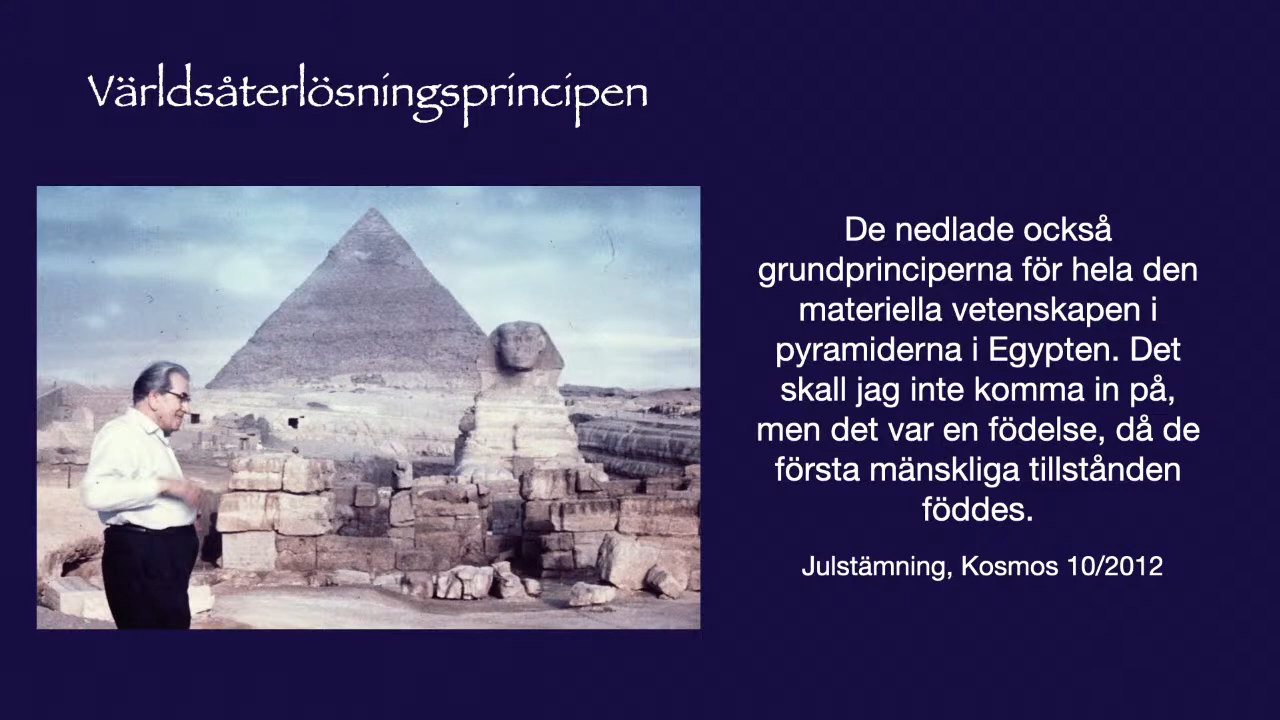 Världsåterlösningsprincipen
De nedlade också
grundprinciperna för hela den
materiella vetenskapen i
pyramiderna i Egypten. Det
skall jag inte komma in på,
men det var en födelse, då de
första mänskliga tillstånden
föddes.
Julstämning, Kosmos 10/2012